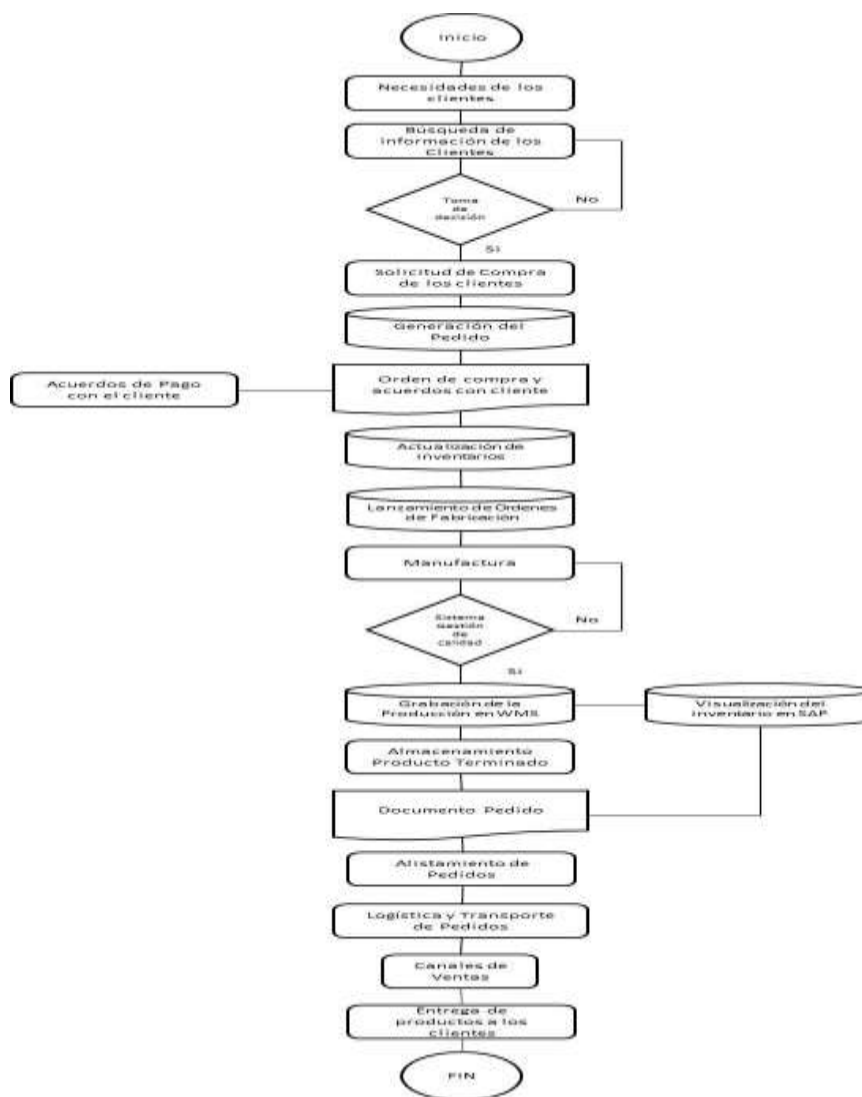 Inicio
Necesidades de los
clientes
Búsqueda de
información de los
Clientes
Toma
de
decisión
No
Si
Solicitud de Compra
de los clientes
Generación del
Pedido
Acuerdos de Pago
con el cliente
Orden de compra y
acuerdos con cliente
Actualización de
inventarios
Lanzamiento de Ordenes
de Fabricación
Manufactura
Sistema
Gestión
de
calidad
No
Si
Grabación de la
Producción en WMS
Visualización del
inventario en SAP
Almacenamiento
Producto Terminado
Documento Pedido
Alistamiento de
Pedidos
Logística y Transporte
de Pedidos
Canales de
Ventas
Entrega de
productos a los
clientes
FIN